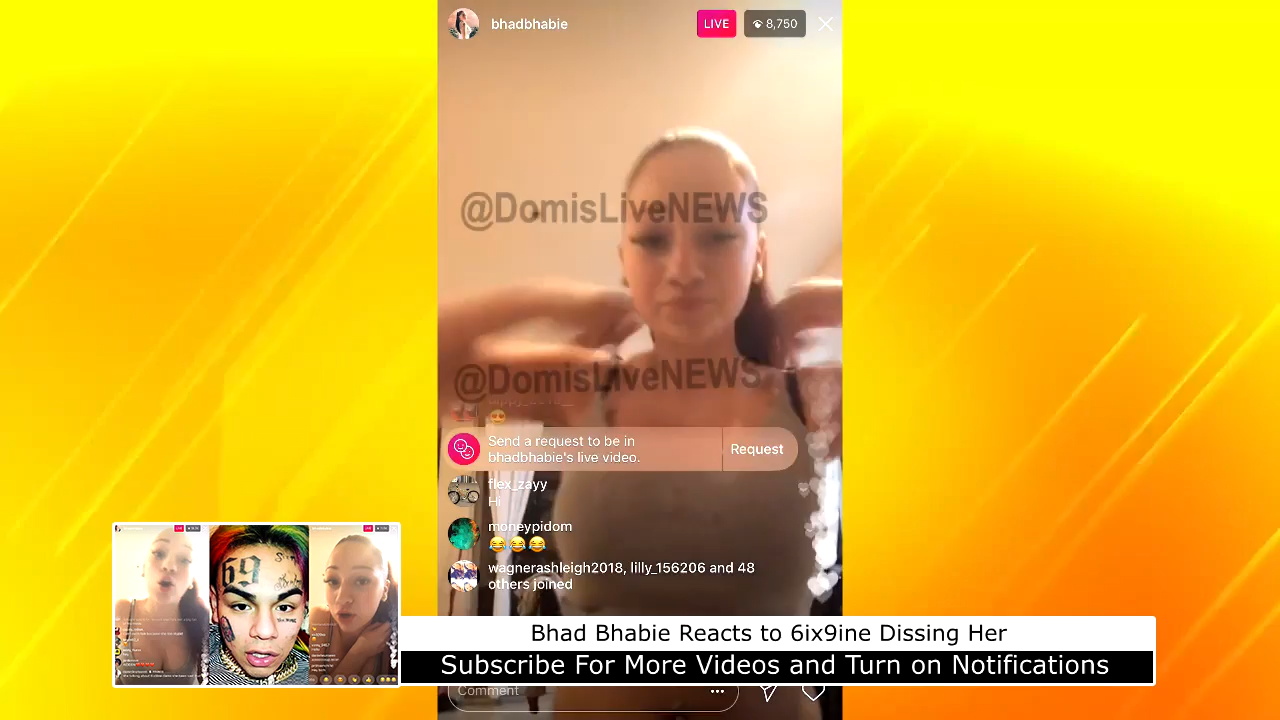 bhadbhabie
LIVE
8,750
@DomisLiveNEWS
@DomisLiveNEWS
Send a request to be in
bhadbhabie's live video.
Request
flex_zayy
Hi
moneypidom
😂😂😂
wagnerashleigh2018, lilly_156206 and 48
others joined
69
Bhad Bhabie Reacts to 6ix9ine Dissing Her
Subscribe For More Videos and Turn on Notifications
Comment